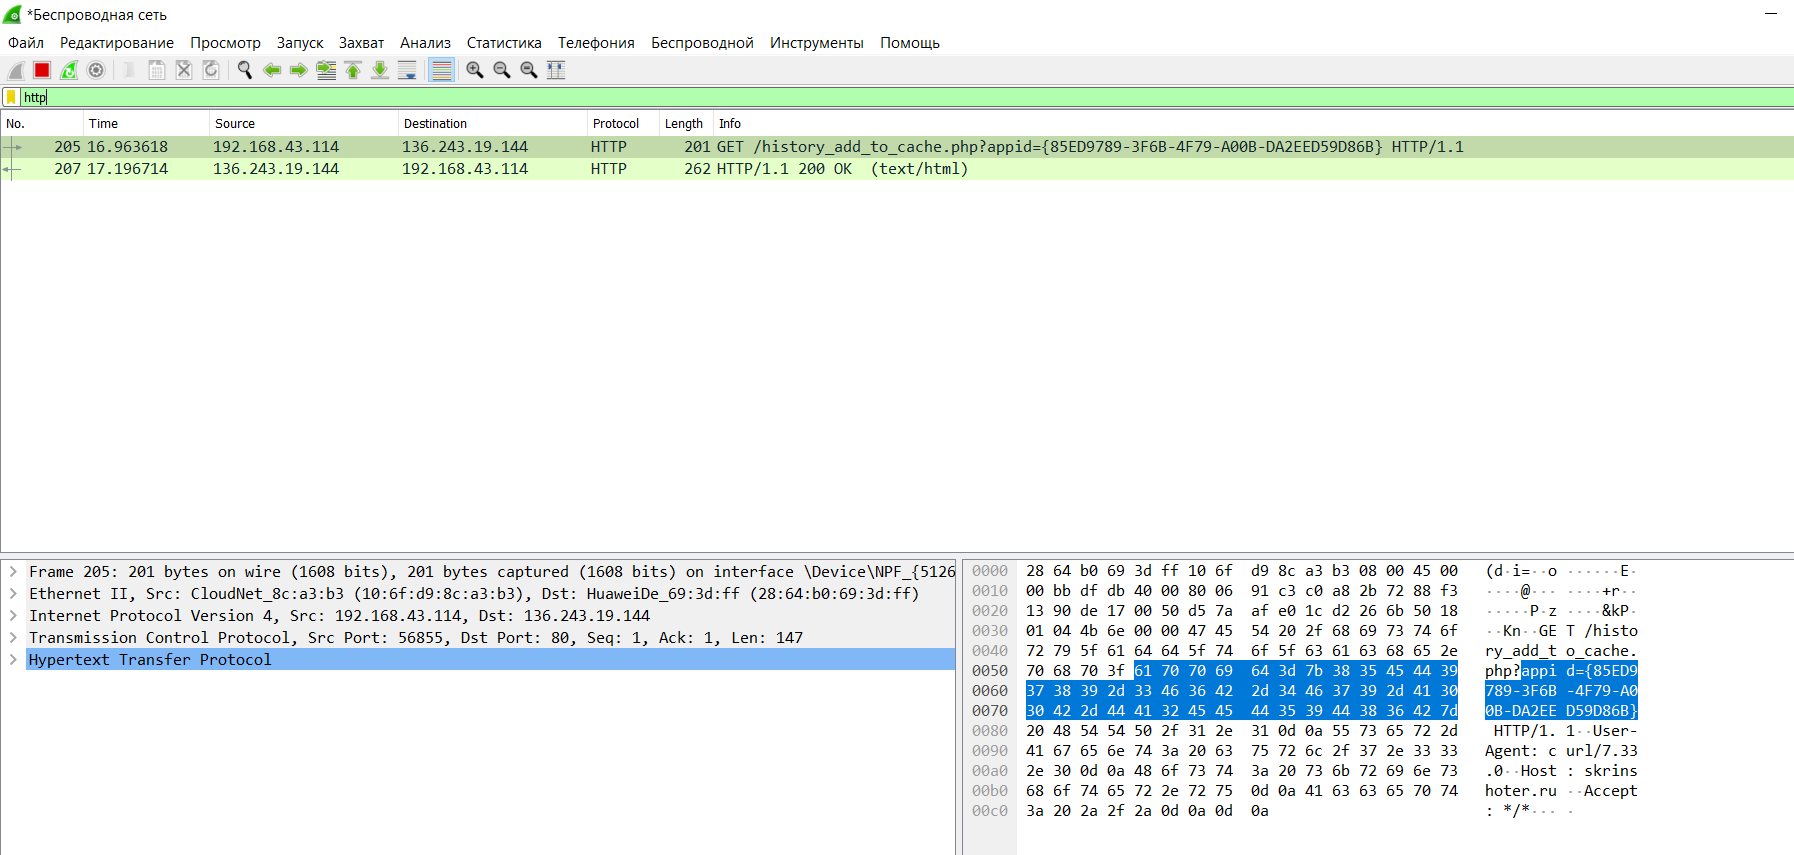 *Беспроводная сеть
Файл Редактирование Просмотр Запуск Захват Анализ Статистика Телефония Беспроводной Инструменты Помощь
http
No. Time Source Destination Protocol Length Info
205 16.963618 192.168.43.114 136.243.19.144 HTTP 201 GET /history_add_to_cache.php?appid={85ED9789-3F6B-4F79-A00B-DA2EED59D86B} HTTP/1.1
207 17.196714 136.243.19.144 192.168.43.114 HTTP 262 HTTP/1.1 200 OK (text/html)
Frame 205: 201 bytes on wire (1608 bits), 201 bytes captured (1608 bits) on interface \Device\NPF_{5126
Ethernet II, Src: CloudNet_8c:a3:b3 (10:6f:d9:8c:a3:b3), Dst: HuaweiDe_69:3d:ff (28:64:b0:69:3d:ff)
Internet Protocol Version 4, Src: 192.168.43.114, Dst: 136.243.19.144
Transmission Control Protocol, Src Port: 56855, Dst Port: 80, Seq: 1, Ack: 1, Len: 147
Hypertext Transfer Protocol
0000 28 64 b0 69 3d ff 10 6f d9 8c a3 b3 08 00 45 00 (d·i=··o ······E·
0010 00 bb df db 40 00 80 06 91 c3 c0 a8 2b 72 88 f3 ····@··· ····+r··
0020 13 90 de 17 00 50 d5 7a af e0 1c d2 26 6b 50 18 ·····P·z ····&kP·
0030 01 04 4b 6e 00 00 47 45 54 20 2f 68 69 73 74 6f ··Kn··GE T /histo
0040 72 79 5f 61 64 64 5f 74 6f 5f 63 61 63 68 65 2e ry_add_t o_cache.
0050 70 68 70 3f 61 70 70 69 64 3d 7b 38 35 45 44 39 php?appi d={85ED9
0060 37 38 39 2d 33 46 36 42 2d 34 46 37 39 2d 41 30 789-3F6B -4F79-A0
0070 30 42 2d 44 41 32 45 45 44 35 39 44 38 36 42 7d 0B-DA2EE D59D86B}
0080 20 48 54 54 50 2f 31 2e 31 0d 0a 55 73 65 72 2d  HTTP/1. 1··User-
0090 41 67 65 6e 74 3a 20 63 75 72 6c 2f 37 2e 33 33 Agent: c url/7.33
00a0 2e 30 0d 0a 48 6f 73 74 3a 20 73 6b 72 69 6e 73 .0··Host : skrins
00b0 68 6f 74 65 72 2e 72 75 0d 0a 41 63 63 65 70 74 hoter.ru ··Accept
00c0 3a 20 2a 2f 2a 0d 0a 0d 0a : */*··· ·